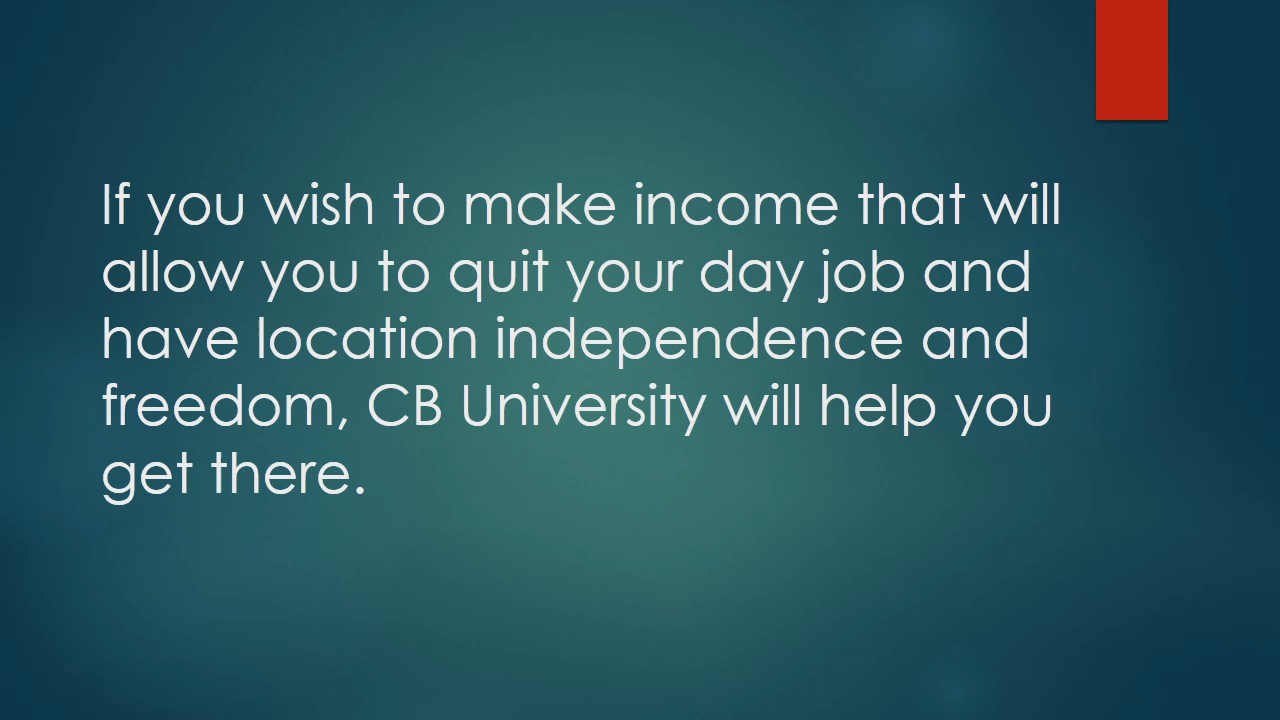 If you wish to make income that will
allow you to quit your day job and
have location independence and
freedom, CB University will help you
get there.